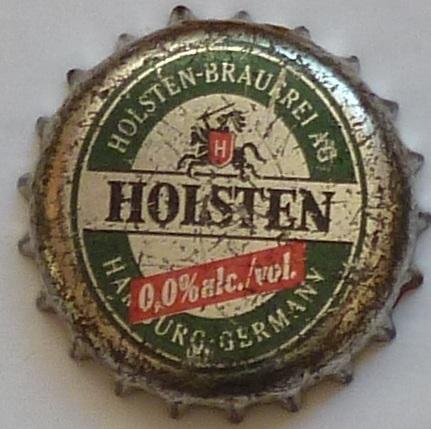 HOLSTEN-BRAUEREI AG
H
HOLSTEN
0,0% alc./vol.
HAMBURG·GERMANY